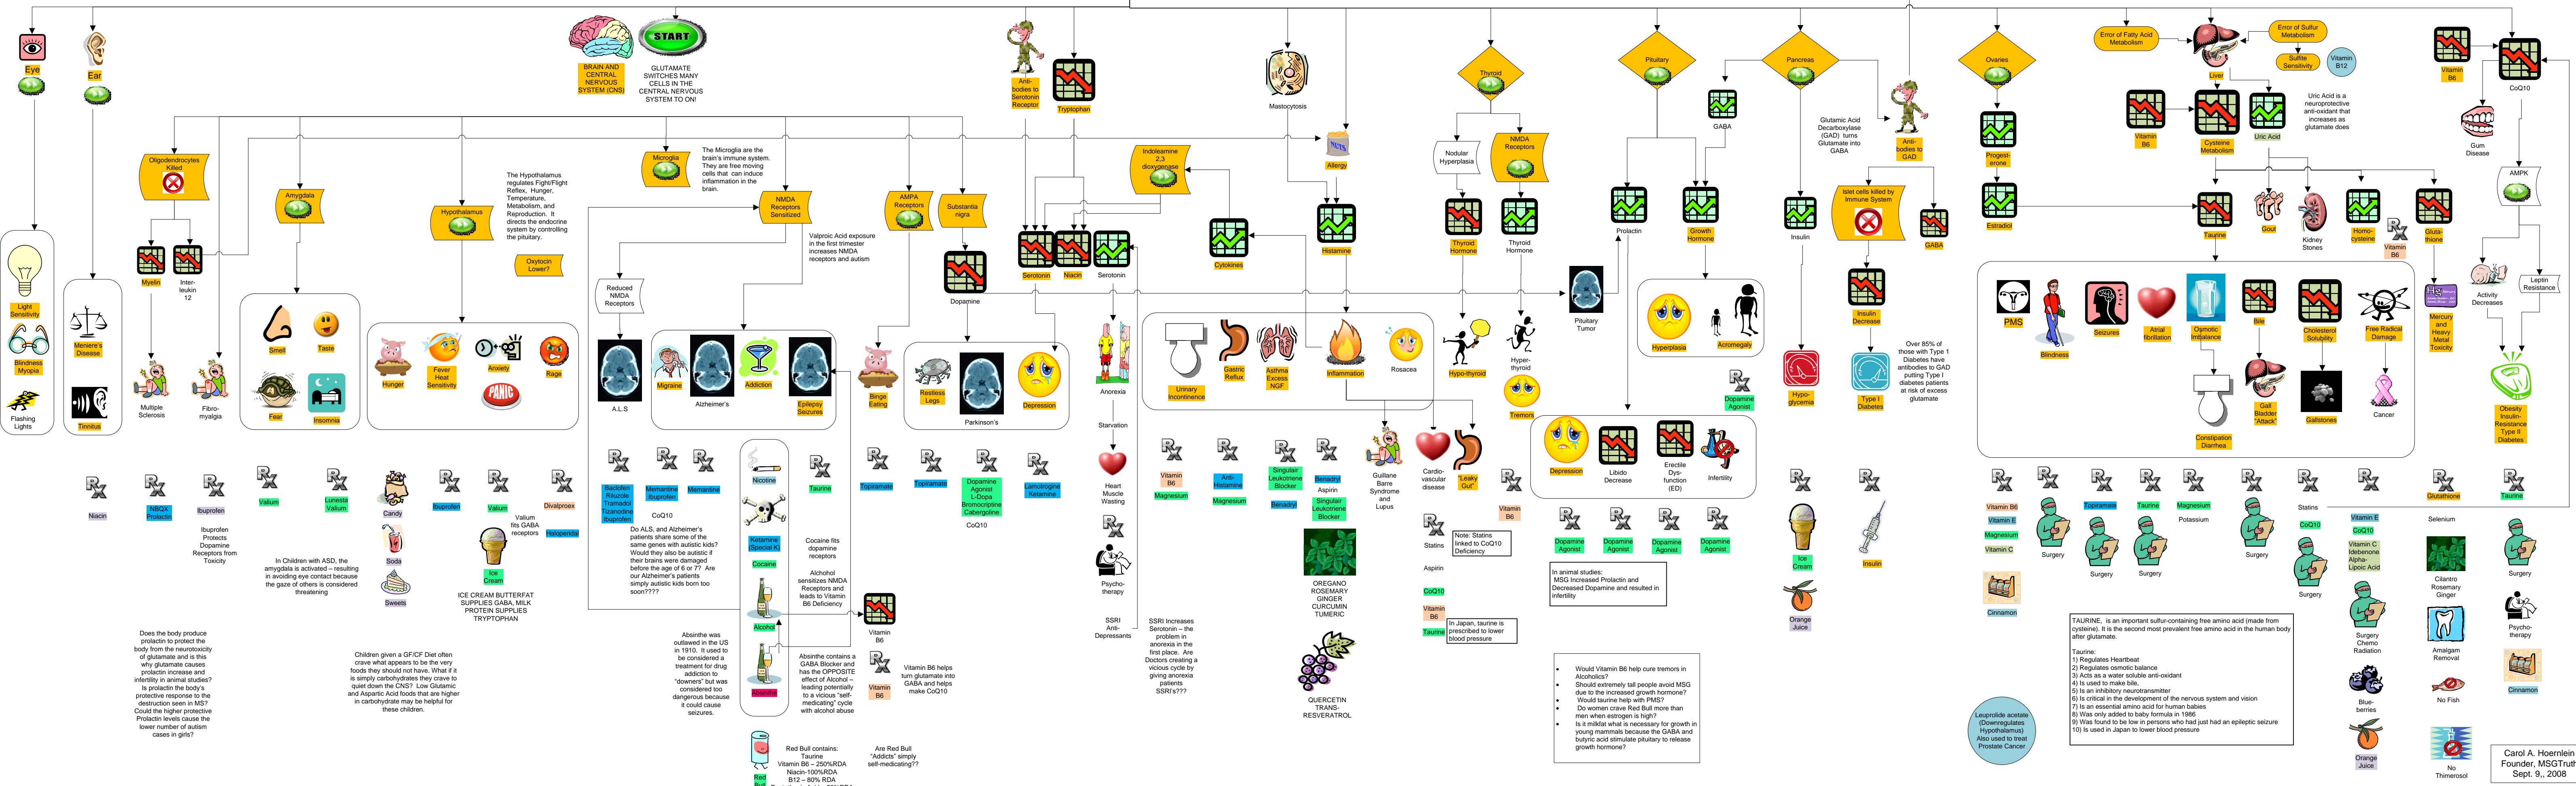 Eye
Ear
BRAIN AND
CENTRAL
NERVOUS
SYSTEM (CNS)
START
GLUTAMATE
SWITCHES MANY
CELLS IN THE
CENTRAL NERVOUS
SYSTEM TO ON!
Anti-
bodies to
Serotonin
Receptor
Tryptophan
Mastocytosis
Thyroid
Pituitary
Pancreas
Ovaries
Error of Fatty Acid
Metabolism
Liver
Error of Sulfur
Metabolism
Sulfite
Sensitivity
Vitamin
B12
Vitamin
B6
CoQ10
Oligodendrocytes
Killed
Amygdala
The Hypothalamus
regulates Fight/Flight
Reflex, Hunger,
Temperature,
Metabolism, and
Reproduction. It
directs the endocrine
system by controlling
the pituitary.
Hypothalamus
Oxytocin
Lower?
Microglia
The Microglia are the
brain's immune system.
They are free moving
cells that can induce
inflammation in the
brain.
NMDA
Receptors
Sensitized
Valproic Acid exposure
in the first trimester
increases NMDA
receptors and autism
AMPA
Receptors
Substantia
nigra
Indoleamine
2,3
dioxygenase
NUTS
Allergy
Nodular
Hyperplasia
NMDA
Receptors
GABA
Glutamic Acid
Decarboxylase
(GAD) turns
Glutamate into
GABA
Anti-
bodies to
GAD
Progest-
erone
Estradiol
Vitamin
B6
Cysteine
Metabolism
Uric Acid
Uric Acid is a
neuroprotective
anti-oxidant that
increases as
glutamate does
Gum
Disease
AMPK
Myelin
Inter-
leukin
12
Reduced
NMDA
Receptors
Dopamine
Serotonin
Niacin
Serotonin
Cytokines
Histamine
Thyroid
Hormone
Thyroid
Hormone
Prolactin
Growth
Hormone
Insulin
Islet cells killed by
Immune System
GABA
Taurine
Gout
Kidney
Stones
Homo-
cysteine
Vitamin
B6
Gluta-
thione
Activity
Decreases
Leptin
Resistance
Light
Sensitivity
Blindness
Myopia
Flashing
Lights
Meniere's
Disease
Tinnitus
Multiple
Sclerosis
Fibro-
myalgia
Smell
Taste
Fear
Insomnia
Hunger
Fever
Heat
Sensitivity
Anxiety
PANIC
Rage
A.L.S
Migraine
Alzheimer's
Addiction
Epilepsy
Seizures
Binge
Eating
Restless
Legs
Parkinson's
Depression
Anorexia
Starvation
Heart
Muscle
Wasting
Psycho-
therapy
SSRI
Anti-
Depressants
Urinary
Incontinence
Gastric
Reflux
Asthma
Excess
NGF
Inflammation
Rosacea
Hypo-thyroid
Hyper-
thyroid
Tremors
Pituitary
Tumor
Hyperplasia
Acromegaly
Dopamine
Agonist
Hypo-
glycemia
Insulin
Decrease
Type I
Diabetes
Over 85% of
those with Type 1
Diabetes have
antibodies to GAD
putting Type I
diabetes patients
at risk of excess
glutamate
PMS
Blindness
Seizures
Atrial
fibrillation
Osmotic
Imbalance
Bile
Cholesterol
Solubility
Free Radical
Damage
Constipation
Diarrhea
Gall
Bladder
"Attack"
Gallstones
Cancer
Mercury
and
Heavy
Metal
Toxicity
Obesity
Insulin-
Resistance
Type II
Diabetes
Guillane
Barre
Syndrome
and
Lupus
Cardio-
vascular
disease
"Leaky
Gut"
Depression
Libido
Decrease
Erectile
Dys-
function
(ED)
Infertility
Niacin
NBQX
Prolactin
Ibuprofen
Ibuprofen
Protects
Dopamine
Receptors from
Toxicity
Valium
Lunesta
Valium
Candy
Soda
Sweets
Ibuprofen
Valium
Valium
fits GABA
receptors
Divalproex
Haloperidol
Ice
Cream
ICE CREAM BUTTERFAT
SUPPLIES GABA, MILK
PROTEIN SUPPLIES
TRYPTOPHAN
In Children with ASD, the
amygdala is activated – resulting
in avoiding eye contact because
the gaze of others is considered
threatening
Baclofen
Riluzole
Tramadol
Tizanodine
Ibuprofen
Memantine
Ibuprofen
CoQ10
Memantine
Do ALS, and Alzheimer's
patients share some of the
same genes with autistic kids?
Would they also be autistic if
their brains were damaged
before the age of 6 or 7? Are
our Alzheimer's patients
simply autistic kids born too
soon????
Nicotine
Ketamine
(Special K)
Cocaine
Alcohol
Absinthe
Taurine
Cocaine fits
dopamine
receptors
Alchohol
sensitizes NMDA
Receptors and
leads to Vitamin
B6 Deficiency
Topiramate
Topiramate
Dopamine
Agonist
L-Dopa
Bromocriptine
Cabergoline
CoQ10
Lamotrogine
Ketamine
Vitamin
B6
Vitamin
B6
Vitamin B6 helps
turn glutamate into
GABA and helps
make CoQ10
Absinthe was
outlawed in the US
in 1910. It used to
be considered a
treatment for drug
addiction to
"downers" but was
considered too
dangerous because
it could cause
seizures.
Absinthe contains a
GABA Blocker and
has the OPPOSITE
effect of Alcohol –
leading potentially
to a vicious "self-
medicating" cycle
with alcohol abuse
Does the body produce
prolactin to protect the
body from the neurotoxicity
of glutamate and is this
why glutamate causes
prolactin increase and
infertility in animal studies?
Is prolactin the body's
protective response to the
destruction seen in MS?
Could the higher protective
Prolactin levels cause the
lower number of autism
cases in girls?
Children given a GF/CF Diet often
crave what appears to be the very
foods they should not have. What if it
is simply carbohydrates they crave to
quiet down the CNS? Low Glutamic
and Aspartic Acid foods that are higher
in carbohydrate may be helpful for
these children.
Red Bull contains:
Taurine
Vitamin B6 – 250%RDA
Niacin-100%RDA
B12 – 80% RDA
Red
Are Red Bull
"Addicts" simply
self-medicating??
SSRI Increases
Serotonin – the
problem in
anorexia in the
first place. Are
Doctors creating a
vicious cycle by
giving anorexia
patients
SSRI's???
Vitamin
B6
Magnesium
Anti-
Histamine
Magnesium
Singulair
Leukotriene
Blocker
Benadryl
Benadryl
Aspirin
Singulair
Leukotriene
Blocker
OREGANO
ROSEMARY
GINGER
CURCUMIN
TUMERIC
QUERCETIN
TRANS-
RESVERATROL
Statins
Aspirin
CoQ10
Vitamin
B6
Taurine
Note: Statins
linked to CoQ10
Deficiency
In Japan, taurine is
prescribed to lower
blood pressure
Vitamin
B6
Dopamine
Agonist
Dopamine
Agonist
Dopamine
Agonist
Dopamine
Agonist
In animal studies:
MSG Increased Prolactin and
Decreased Dopamine and resulted in
infertility
• Would Vitamin B6 help cure tremors in
Alcoholics?
• Should extremely tall people avoid MSG
due to the increased growth hormone?
• Would taurine help with PMS?
• Do women crave Red Bull more than
men when estrogen is high?
• Is it milkfat what is necessary for growth in
young mammals because the GABA and
butyric acid stimulate pituitary to release
growth hormone?
Ice
Cream
Orange
Juice
Insulin
Vitamin B6
Vitamin E
Magnesium
Vitamin C
Cinnamon
Surgery
Topiramate
Surgery
Taurine
Surgery
Magnesium
Potassium
Surgery
Statins
CoQ10
Surgery
Vitamin E
CoQ10
Vitamin C
Idebenone
Alpha-
Lipoic Acid
Surgery
Chemo
Radiation
Blue-
berries
Orange
Juice
Glutathione
Selenium
Cilantro
Rosemary
Ginger
Amalgam
Removal
No Fish
No
Thimerosol
Taurine
Surgery
Psycho-
therapy
Cinnamon
Leuprolide acetate
(Downregulates
Hypothalamus)
Also used to treat
Prostate Cancer
TAURINE, is an important sulfur-containing free amino acid (made from
cysteine). It is the second most prevalent free amino acid in the human body
after glutamate.
Taurine:
1) Regulates Heartbeat
2) Regulates osmotic balance
3) Acts as a water soluble anti-oxidant
4) Is used to make bile,
5) Is an inhibitory neurotransmitter
6) Is critical in the development of the nervous system and vision
7) Is an essential amino acid for human babies
8) Was only added to baby formula in 1986
9) Was found to be low in persons who had just had an epileptic seizure
10) Is used in Japan to lower blood pressure
Carol A. Hoernlein
Founder, MSGTruth
Sept. 9,, 2008